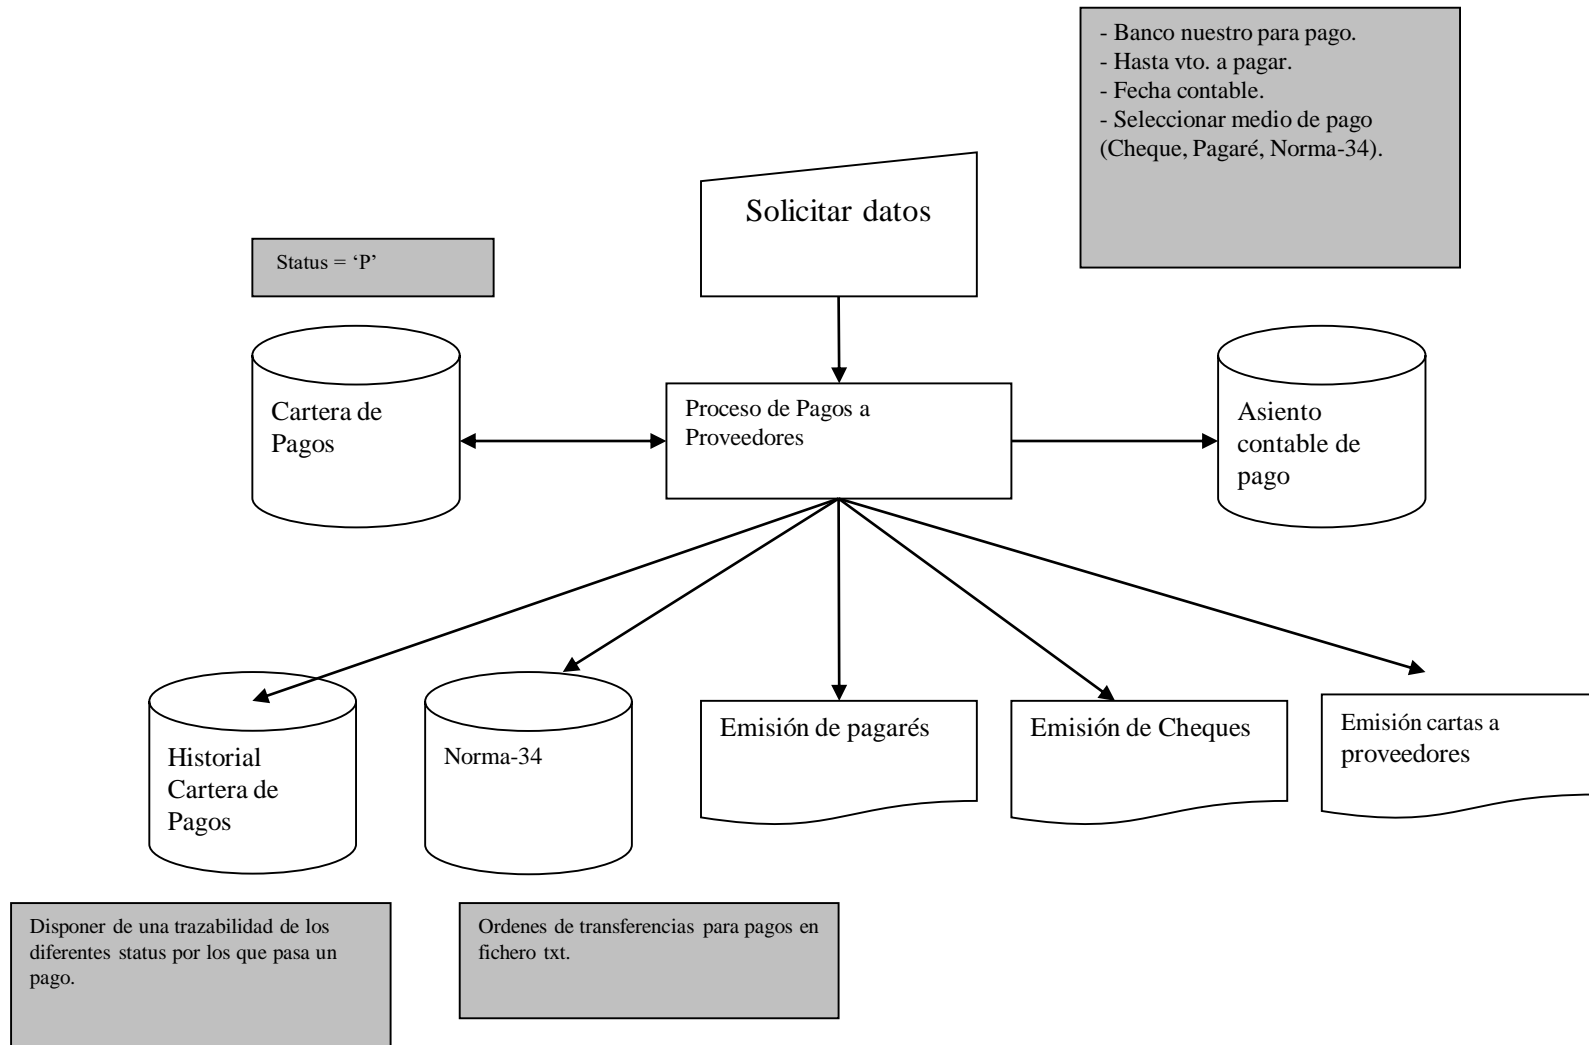 - Banco nuestro para pago.
- Hasta vto. a pagar.
- Fecha contable.
- Seleccionar medio de pago
(Cheque, Pagaré, Norma-34).
Solicitar datos
Status = ‘P’
Cartera de
Pagos
Proceso de Pagos a
Proveedores
Asiento
contable de
pago
Historial
Cartera de
Pagos
Norma-34
Emisión de pagarés
Emisión de Cheques
Emisión cartas a
proveedores
Disponer de una trazabilidad de los
diferentes status por los que pasa un
pago.
Ordenes de transferencias para pagos en
fichero txt.